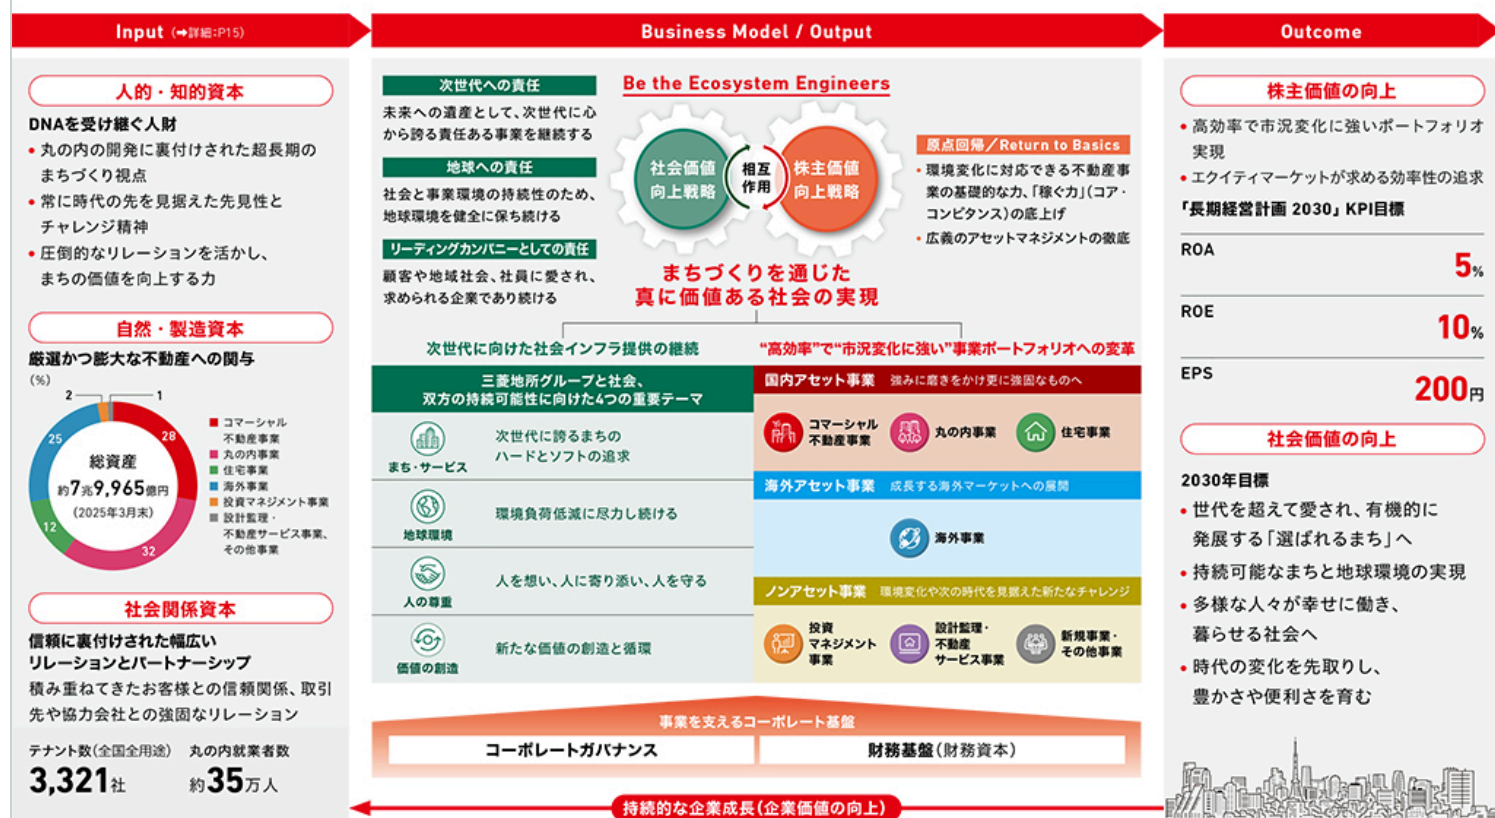 Input (➡詳細:P15)
人的・知的資本
DNAを受け継ぐ人財
• 丸の内の開発に裏付けされた超長期の
まちづくり視点
• 常に時代の先を見据えた先見性と
チャレンジ精神
• 圧倒的なリレーションを活かし、
まちの価値を向上する力
自然・製造資本
厳選かつ膨大な不動産への関与
(%)
2
1
25
28
12
32
総資産
約7兆9,965億円
(2025年3月末)
コマーシャル
不動産事業
丸の内事業
住宅事業
海外事業
投資マネジメント事業
設計監理・
不動産サービス事業、
その他事業
社会関係資本
信頼に裏付けされた幅広い
リレーションとパートナーシップ
積み重ねてきたお客様との信頼関係、取引
先や協力会社との強固なリレーション
テナント数(全国全用途)
3,321社
丸の内就業者数
約35万人
Business Model / Output
次世代への責任
未来への遺産として、次世代に心
から誇る責任ある事業を継続する
地球への責任
社会と事業環境の持続性のため、
地球環境を健全に保ち続ける
リーディングカンパニーとしての責任
顧客や地域社会、社員に愛され、
求められる企業であり続ける
Be the Ecosystem Engineers
社会価値
向上戦略
相互
作用
株主価値
向上戦略
原点回帰／Return to Basics
• 環境変化に対応できる不動産事
業の基礎的な力、「稼ぐ力」(コア・
コンピタンス)の底上げ
• 広義のアセットマネジメントの徹底
まちづくりを通じた
真に価値ある社会の実現
次世代に向けた社会インフラ提供の継続
三菱地所グループと社会、
双方の持続可能性に向けた4つの重要テーマ
まち・サービス
次世代に誇るまちの
ハードとソフトの追求
地球環境
環境負荷低減に尽力し続ける
人の尊重
人を想い、人に寄り添い、人を守る
価値の創造
新たな価値の創造と循環
“高効率”で“市況変化に強い”事業ポートフォリオへの変革
国内アセット事業 強みに磨きをかけ更に強固なものへ
コマーシャル
不動産事業
丸の内事業
住宅事業
海外アセット事業 成長する海外マーケットへの展開
海外事業
ノンアセット事業 環境変化や次の時代を見据えた新たなチャレンジ
投資
マネジメント
事業
設計監理・
不動産
サービス事業
新規事業・
その他事業
事業を支えるコーポレート基盤
コーポレートガバナンス
財務基盤(財務資本)
持続的な企業成長(企業価値の向上)
Outcome
株主価値の向上
• 高効率で市況変化に強いポートフォリオ
実現
• エクイティマーケットが求める効率性の追求
「長期経営計画 2030」 KPI目標
ROA
5%
ROE
10%
EPS
200円
社会価値の向上
2030年目標
• 世代を超えて愛され、有機的に
発展する「選ばれるまち」へ
• 持続可能なまちと地球環境の実現
• 多様な人々が幸せに働き、
暮らせる社会へ
• 時代の変化を先取りし、
豊かさや便利さを育む